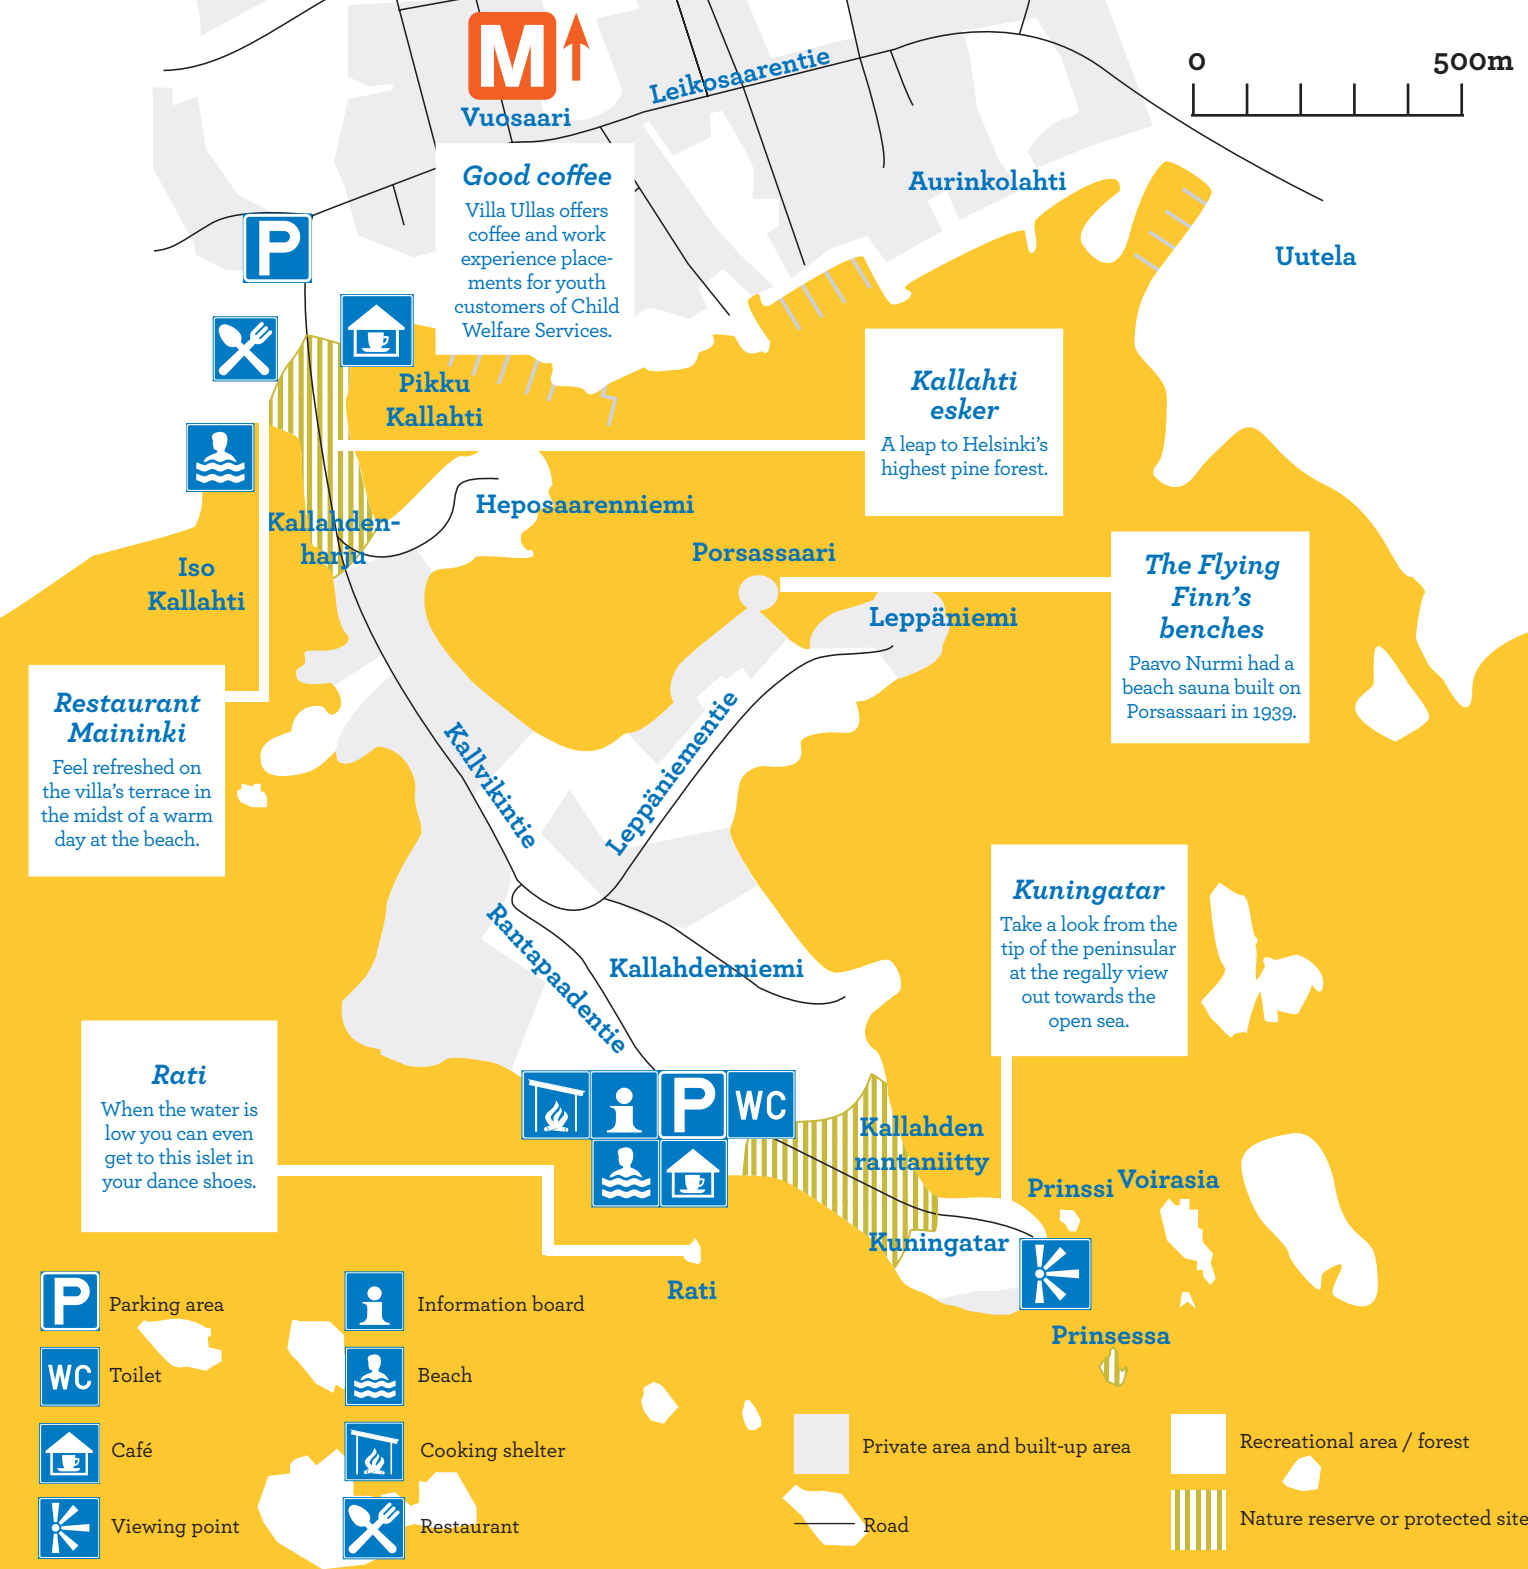 0 500m
M
Vuosaari
Leikosaarentie
Aurinkolahti
Uutela
Good coffee
Villa Ullas offers
coffee and work
experience place-
ments for youth
customers of Child
Welfare Services.
P
Pikku
Kallahti
Kallahti
esker
A leap to Helsinki's
highest pine forest.
Heposaarenniemi
Kallahden-
harju
Iso
Kallahti
Porsassaari
Leppäniemi
The Flying
Finn's
benches
Paavo Nurmi had a
beach sauna built on
Porsassaari in 1939.
Restaurant
Maininki
Feel refreshed on
the villa's terrace in
the midst of a warm
day at the beach.
Kallvikintie
Leppäniementie
Rantapaadentie
Kallahdenniemi
Kuningatar
Take a look from the
tip of the peninsular
at the regally view
out towards the
open sea.
Rati
When the water is
low you can even
get to this islet in
your dance shoes.
i P WC
Kallahden
rantaniitty
Prinssi
Voirasia
Kuningatar
Rati
Prinsessa
P Parking area
WC Toilet
Café
Viewing point
i Information board
Beach
Cooking shelter
Restaurant
Private area and built-up area
Road
Recreational area / forest
Nature reserve or protected site